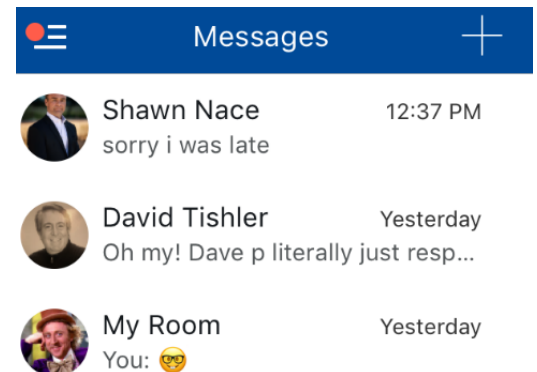 Messages
Shawn Nace 12:37 PM
sorry i was late
David Tishler Yesterday
Oh my! Dave p literally just resp...
My Room Yesterday
You: 🤓